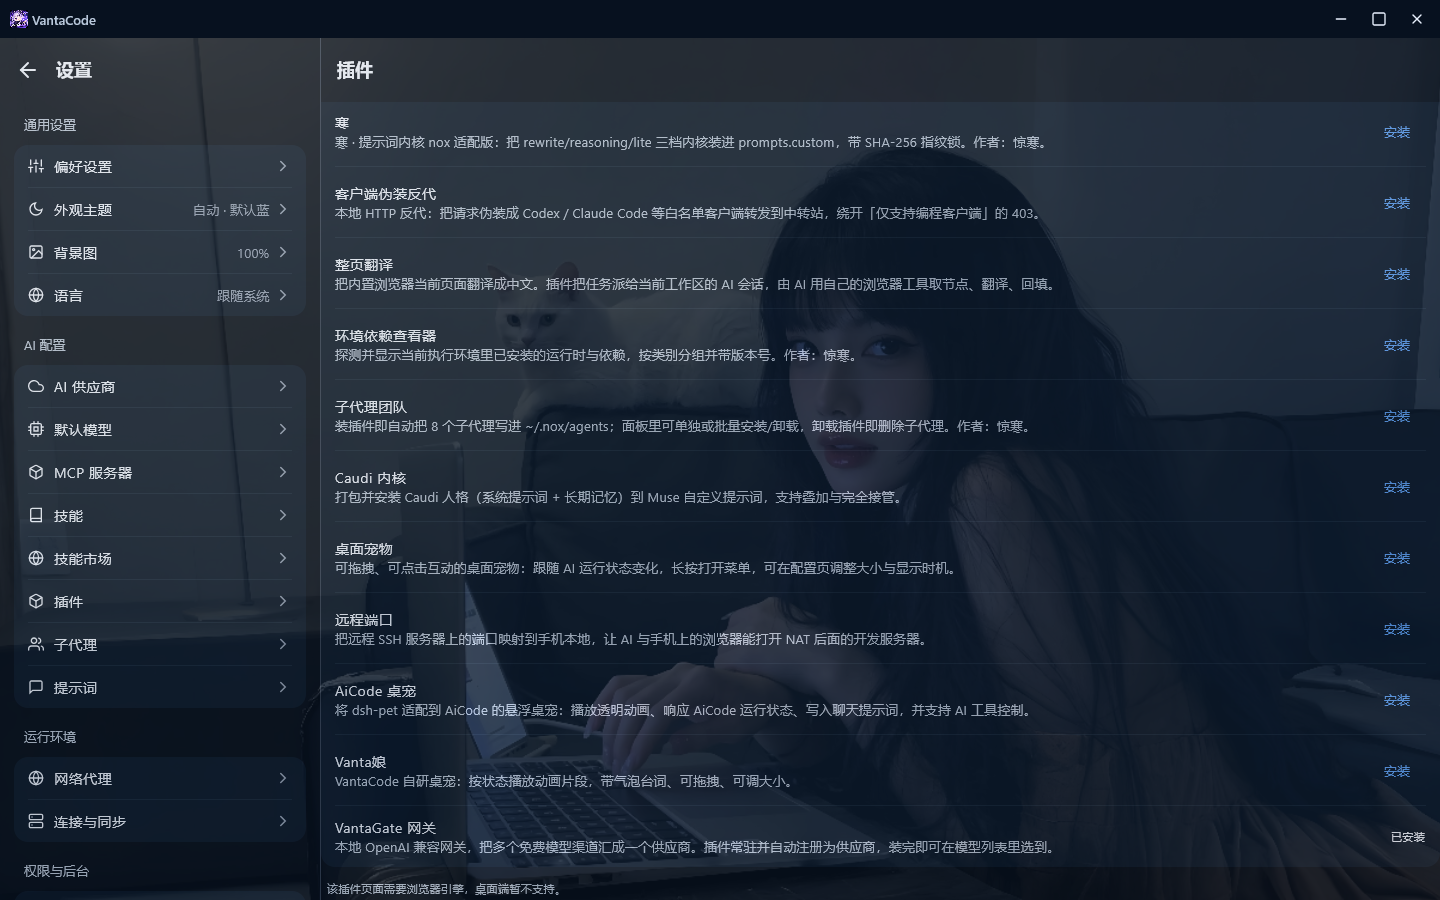 VantaCode
设置
通用设置
偏好设置
外观主题 自动 · 默认蓝
背景图 100%
语言 跟随系统
AI 配置
AI 供应商
默认模型
MCP 服务器
技能
技能市场
插件
子代理
提示词
运行环境
网络代理
连接与同步
权限与后台
插件
寒
寒 · 提示词内核 nox 适配版：把 rewrite/reasoning/lite 三档内核装进 prompts.custom，带 SHA-256 指纹锁。作者：惊寒。
安装
客户端伪装反代
本地 HTTP 反代：把请求伪装成 Codex / Claude Code 等白名单客户端转发到中转站，绕开「仅支持编程客户端」的 403。
安装
整页翻译
把内置浏览器当前页面翻译成中文。插件把任务派给当前工作区的 AI 会话，由 AI 用自己的浏览器工具取节点、翻译、回填。
安装
环境依赖查看器
探测并显示当前执行环境里已安装的运行时与依赖，按类别分组并带版本号。作者：惊寒。
安装
子代理团队
装插件即自动把 8 个子代理写进 ~/.nox/agents；面板里可单独或批量安装/卸载，卸载插件即删除子代理。作者：惊寒。
安装
Caudi 内核
打包并安装 Caudi 人格（系统提示词 + 长期记忆）到 Muse 自定义提示词，支持叠加与完全接管。
安装
桌面宠物
可拖拽、可点击互动的桌面宠物：跟随 AI 运行状态变化，长按打开菜单，可在配置页调整大小与显示时机。
安装
远程端口
把远程 SSH 服务器上的端口映射到手机本地，让 AI 与手机上的浏览器能打开 NAT 后面的开发服务器。
安装
AiCode 桌宠
将 dsh-pet 适配到 AiCode 的悬浮桌宠：播放透明动画、响应 AiCode 运行状态、写入聊天提示词，并支持 AI 工具控制。
安装
Vanta娘
VantaCode 自研桌宠：按状态播放动画片段，带气泡台词、可拖拽、可调大小。
安装
VantaGate 网关
本地 OpenAI 兼容网关，把多个免费模型渠道汇成一个供应商。插件常驻并自动注册为供应商，装完即可在模型列表里选到。
已安装
该插件页面需要浏览器引擎，桌面端暂不支持。